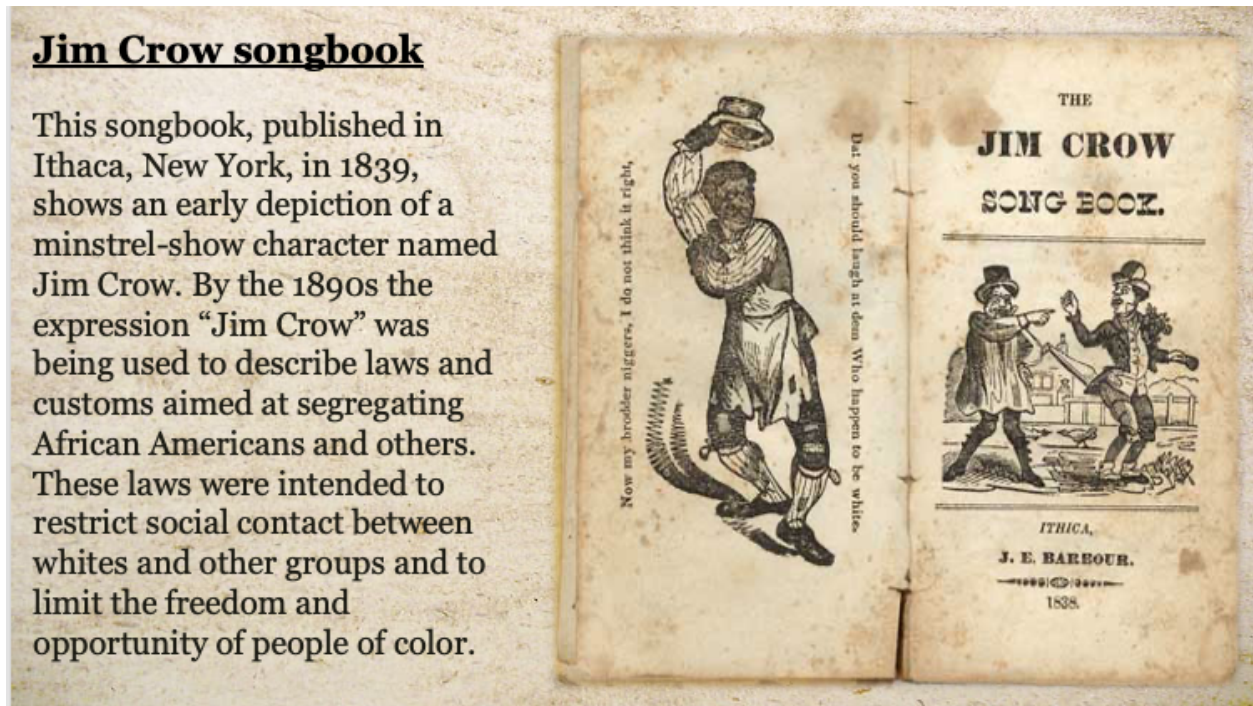 Jim Crow songbook
This songbook, published in
Ithaca, New York, in 1839,
shows an early depiction of a
minstrel-show character named
Jim Crow. By the 1890s the
expression “Jim Crow” was
being used to describe laws and
customs aimed at segregating
African Americans and others.
These laws were intended to
restrict social contact between
whites and other groups and to
limit the freedom and
opportunity of people of color.
Now my brodder niggers, I do not think it right,
Dat you should laugh at dem Who happen to be white.
THE
JIM CROW
SONG BOOK.
ITHICA,
J. E. BARBOUR.
1838.